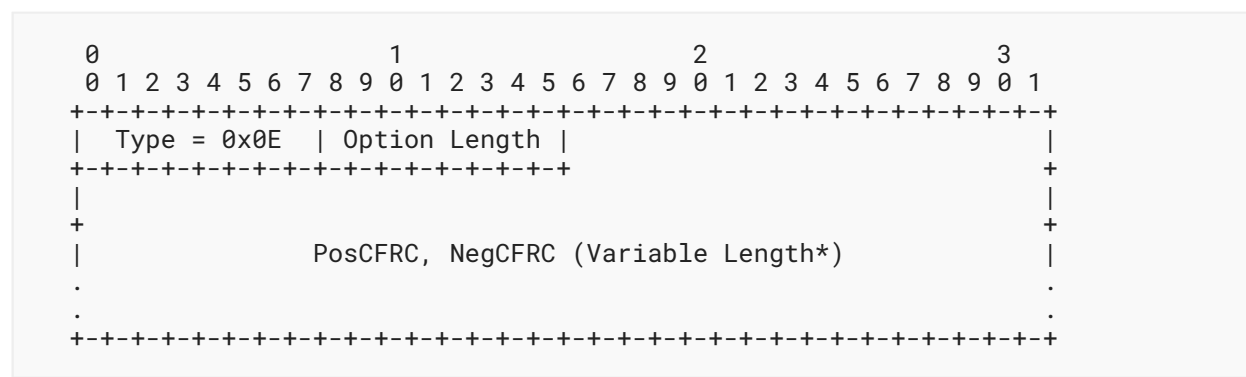 0                   1                   2                   3
0 1 2 3 4 5 6 7 8 9 0 1 2 3 4 5 6 7 8 9 0 1 2 3 4 5 6 7 8 9 0 1
+-+-+-+-+-+-+-+-+-+-+-+-+-+-+-+-+-+-+-+-+-+-+-+-+-+-+-+-+-+-+-+-+
|  Type = 0x0E  | Option Length |                               |
+-+-+-+-+-+-+-+-+-+-+-+-+-+-+-+-+                               +
|                                                               |
+                                                               +
|               PosCFRC, NegCFRC (Variable Length*)             |
.                                                               .
.                                                               .
+-+-+-+-+-+-+-+-+-+-+-+-+-+-+-+-+-+-+-+-+-+-+-+-+-+-+-+-+-+-+-+-+